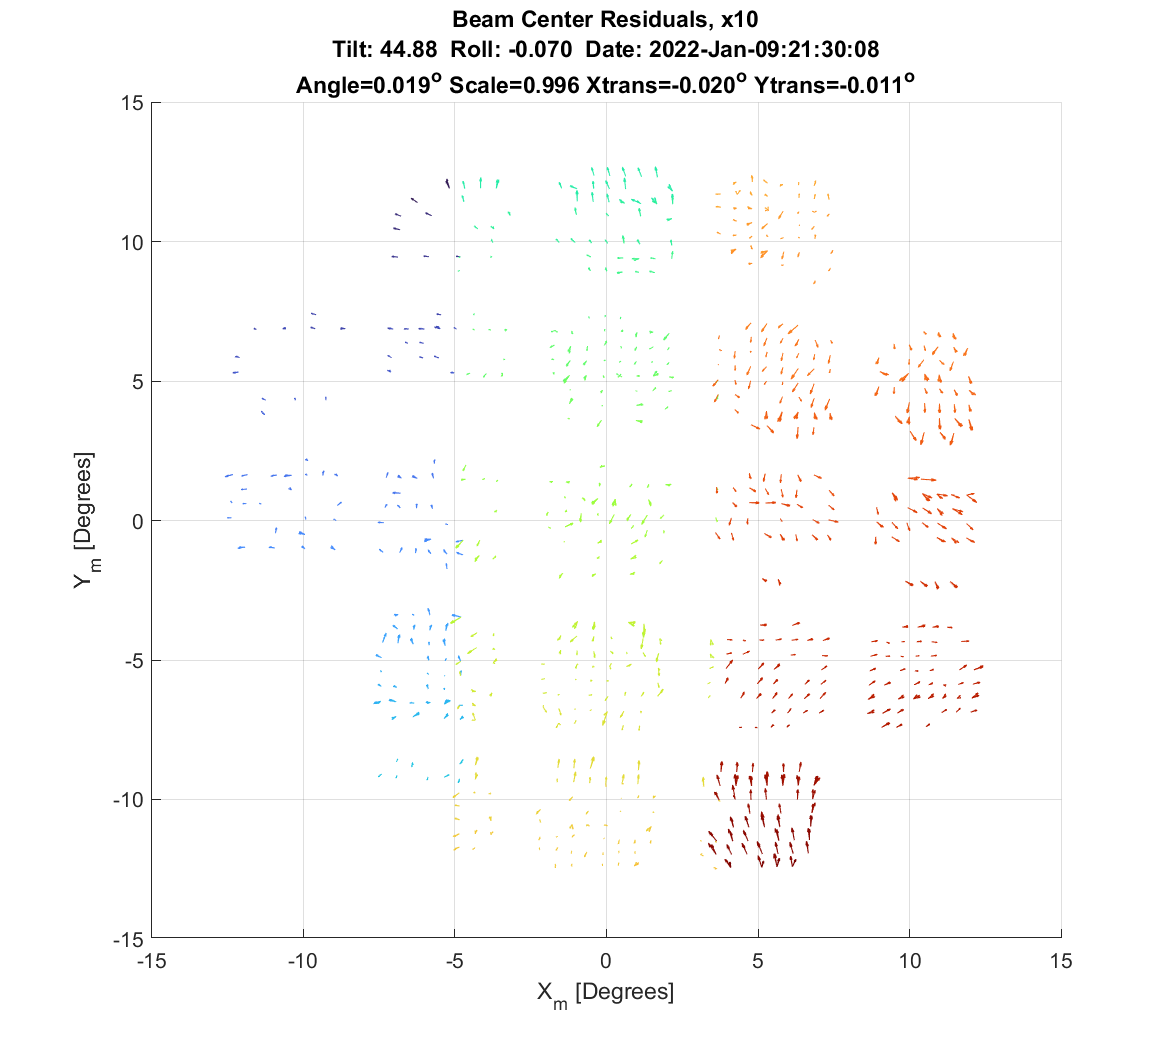 Beam Center Residuals, x10
Tilt: 44.88 Roll: -0.070 Date: 2022-Jan-09:21:30:08
Angle=0.019° Scale=0.996 Xtrans=-0.020° Ytrans=-0.011°
15
10
5
0
-5
-10
-15
Y_m [Degrees]
-15 -10 -5 0 5 10 15
X_m [Degrees]